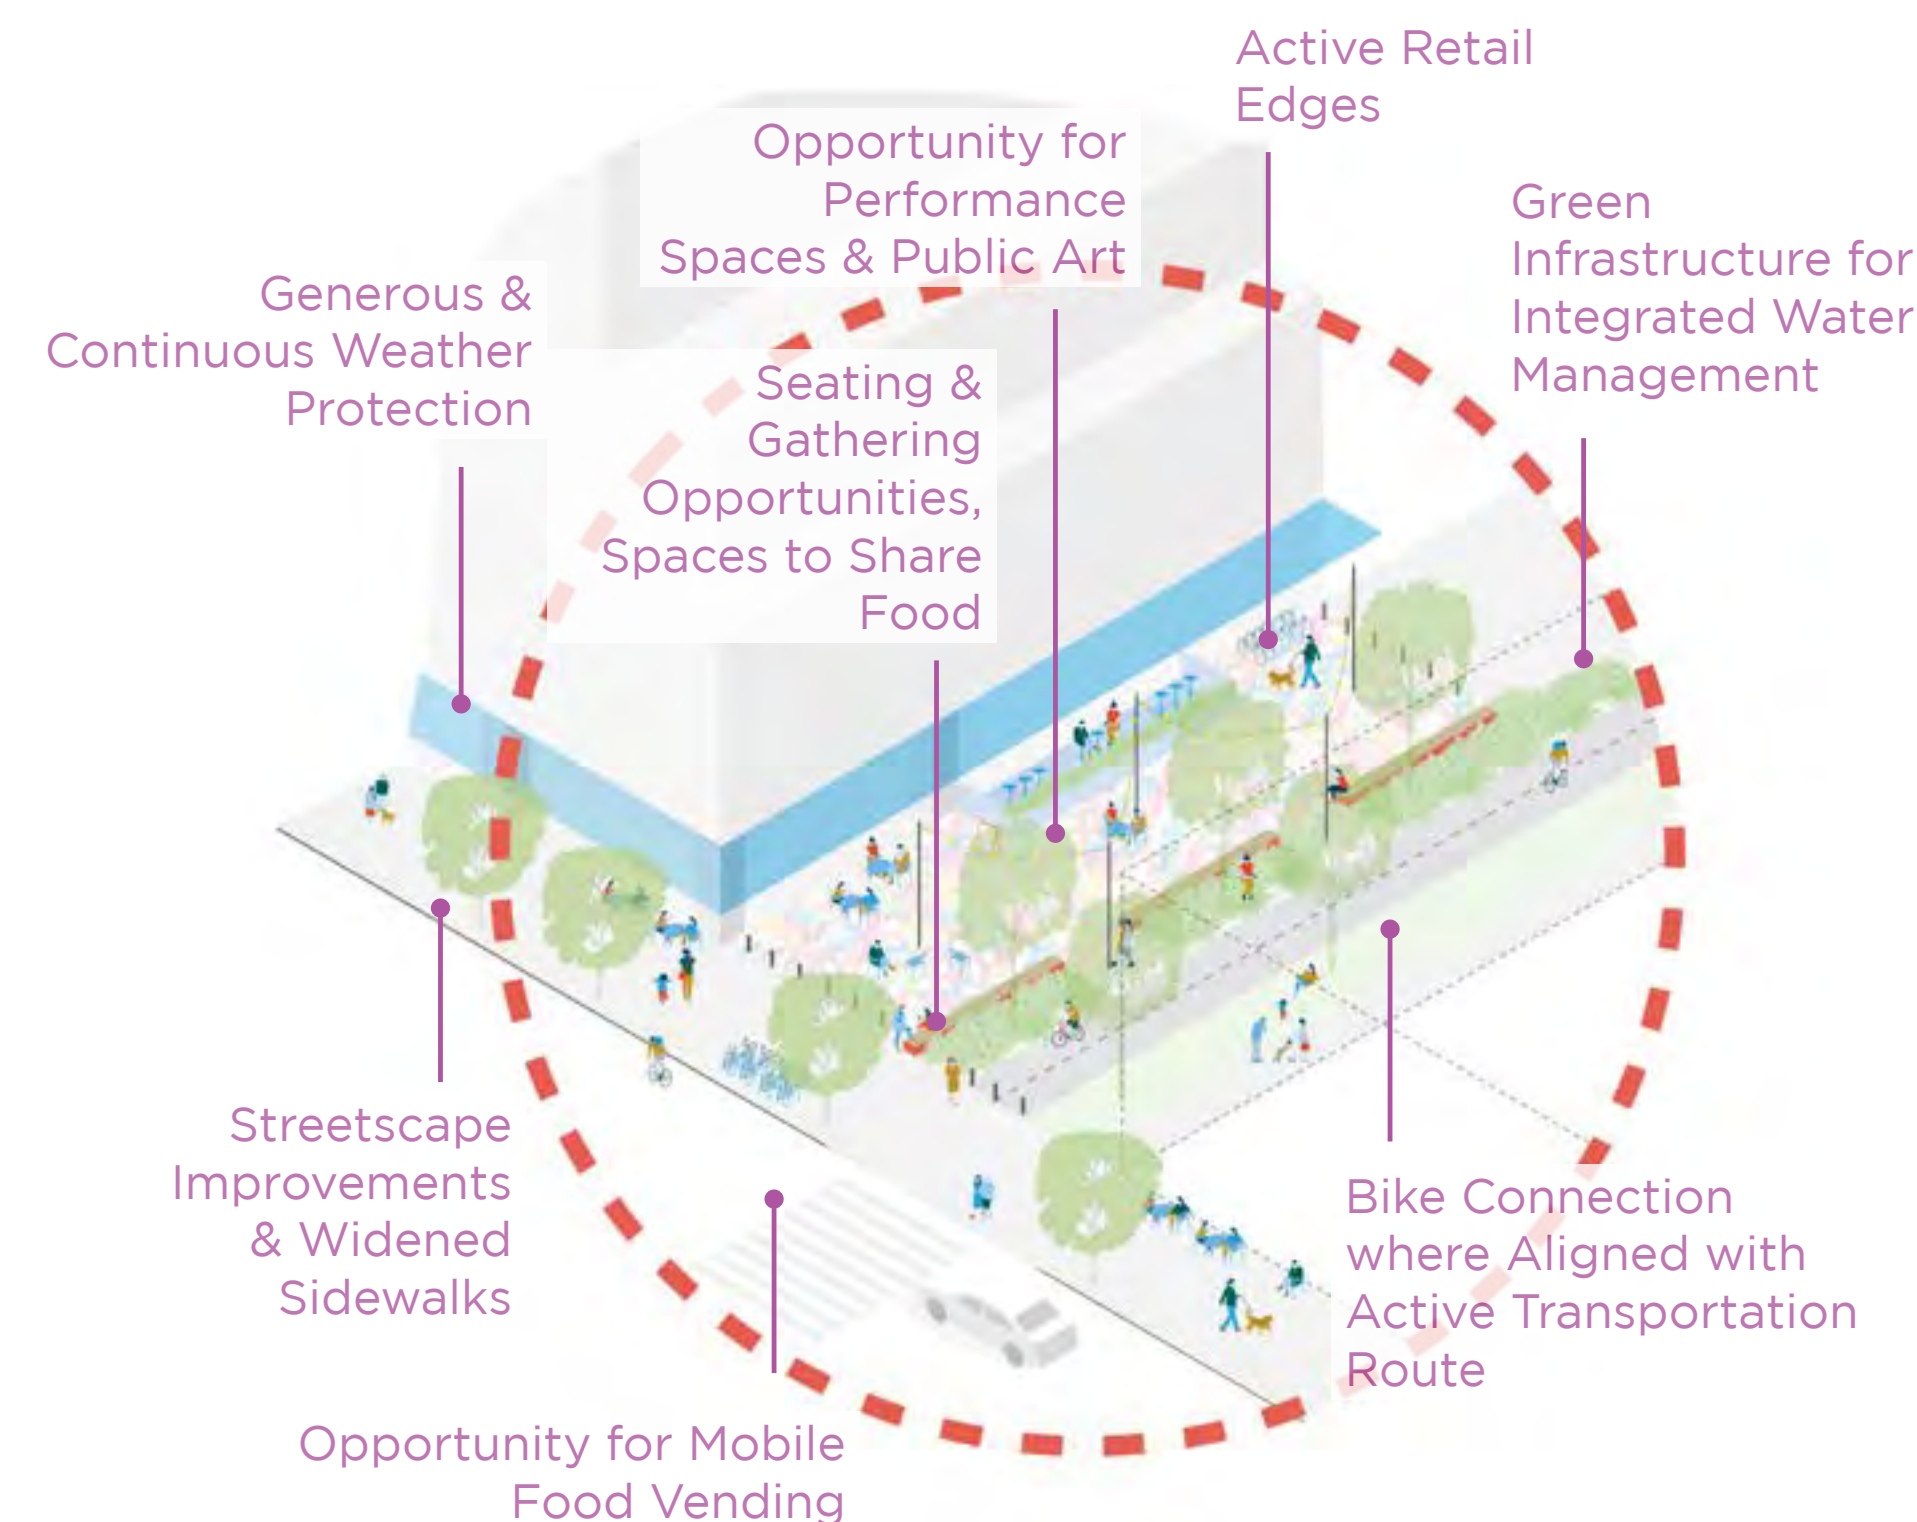 Active Retail
Edges
Opportunity for
Performance
Spaces & Public Art
Green
Infrastructure for
Integrated Water
Management
Generous &
Continuous Weather
Protection
Seating &
Gathering
Opportunities,
Spaces to Share
Food
Streetscape
Improvements
& Widened
Sidewalks
Bike Connection
where Aligned with
Active Transportation
Route
Opportunity for Mobile
Food Vending